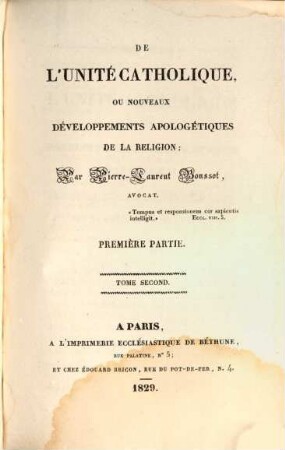 DE
L'UNITÉ CATHOLIQUE,
OU NOUVEAUX
DÉVELOPPEMENTS APOLOGÉTIQUES
DE LA RELIGION;
Par Pierre-Laurent Boussot,
AVOCAT.
«Tempus et responsionem cor sapientis
intelligit.» ECCL. VIII. 5.
PREMIÈRE PARTIE.
TOME SECOND.
A PARIS,
A L'IMPRIMERIE ECCLÉSIASTIQUE DE BÉTHUNE,
RUE PALATINE, N° 5;
ET CHEZ ÉDOUARD BRICON, RUE DU POT-DE-FER, N. 4.
1829.